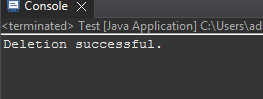 Console
<terminated> Test [Java Application] C:\Users\ad
Deletion successful.